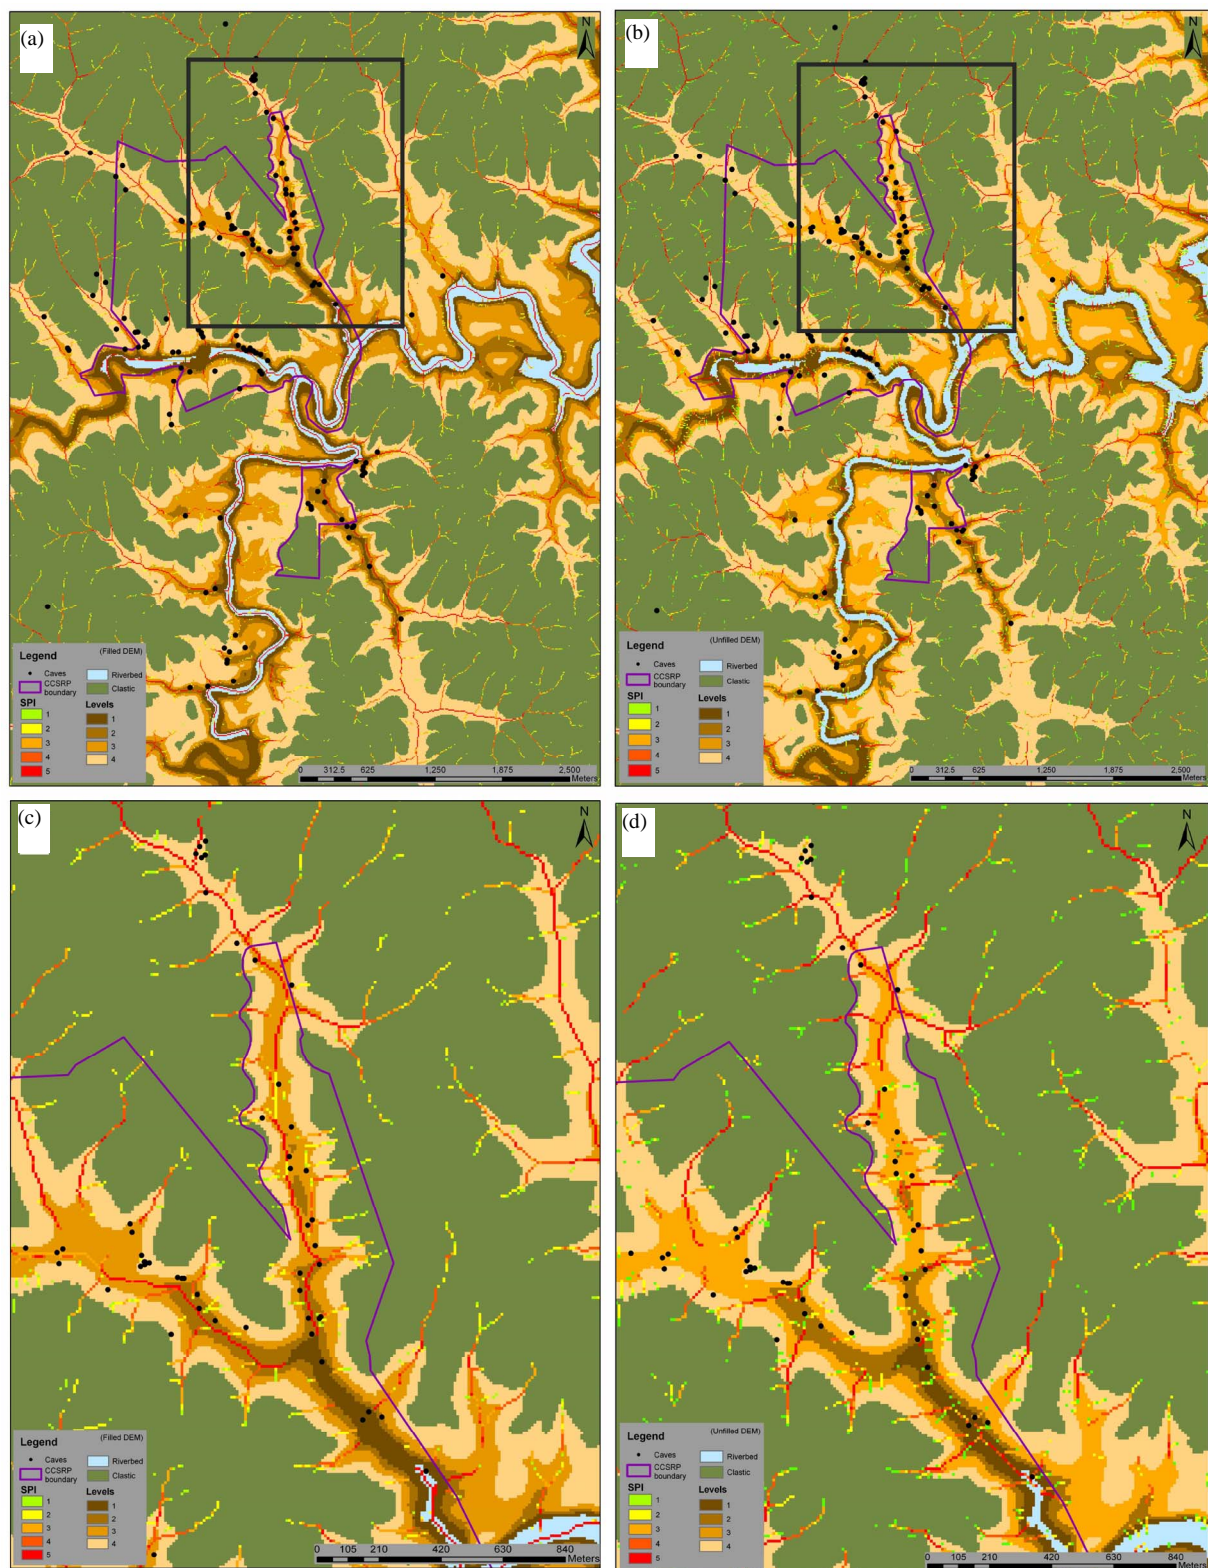 (a)
N
Legend
(Filled DEM)
Caves
Riverbed
CCSRP
boundary
Clastic
SPI
Levels
1
1
2
2
3
3
4
4
5
0 312.5 625 1,250 1,875 2,500
Meters
(b)
N
Legend
(Unfilled DEM)
Caves
Riverbed
CCSRP
boundary
Clastic
SPI
Levels
1
1
2
2
3
3
4
4
5
0 312.5 625 1,250 1,875 2,500
Meters
(c)
N
Legend
(Filled DEM)
Caves
Riverbed
CCSRP
boundary
Clastic
SPI
Levels
1
1
2
2
3
3
4
4
5
0 105 210 420 630 840
Meters
(d)
N
Legend
(Unfilled DEM)
Caves
Riverbed
CCSRP
boundary
Clastic
SPI
Levels
1
1
2
2
3
3
4
4
5
0 105 210 420 630 840
Meters